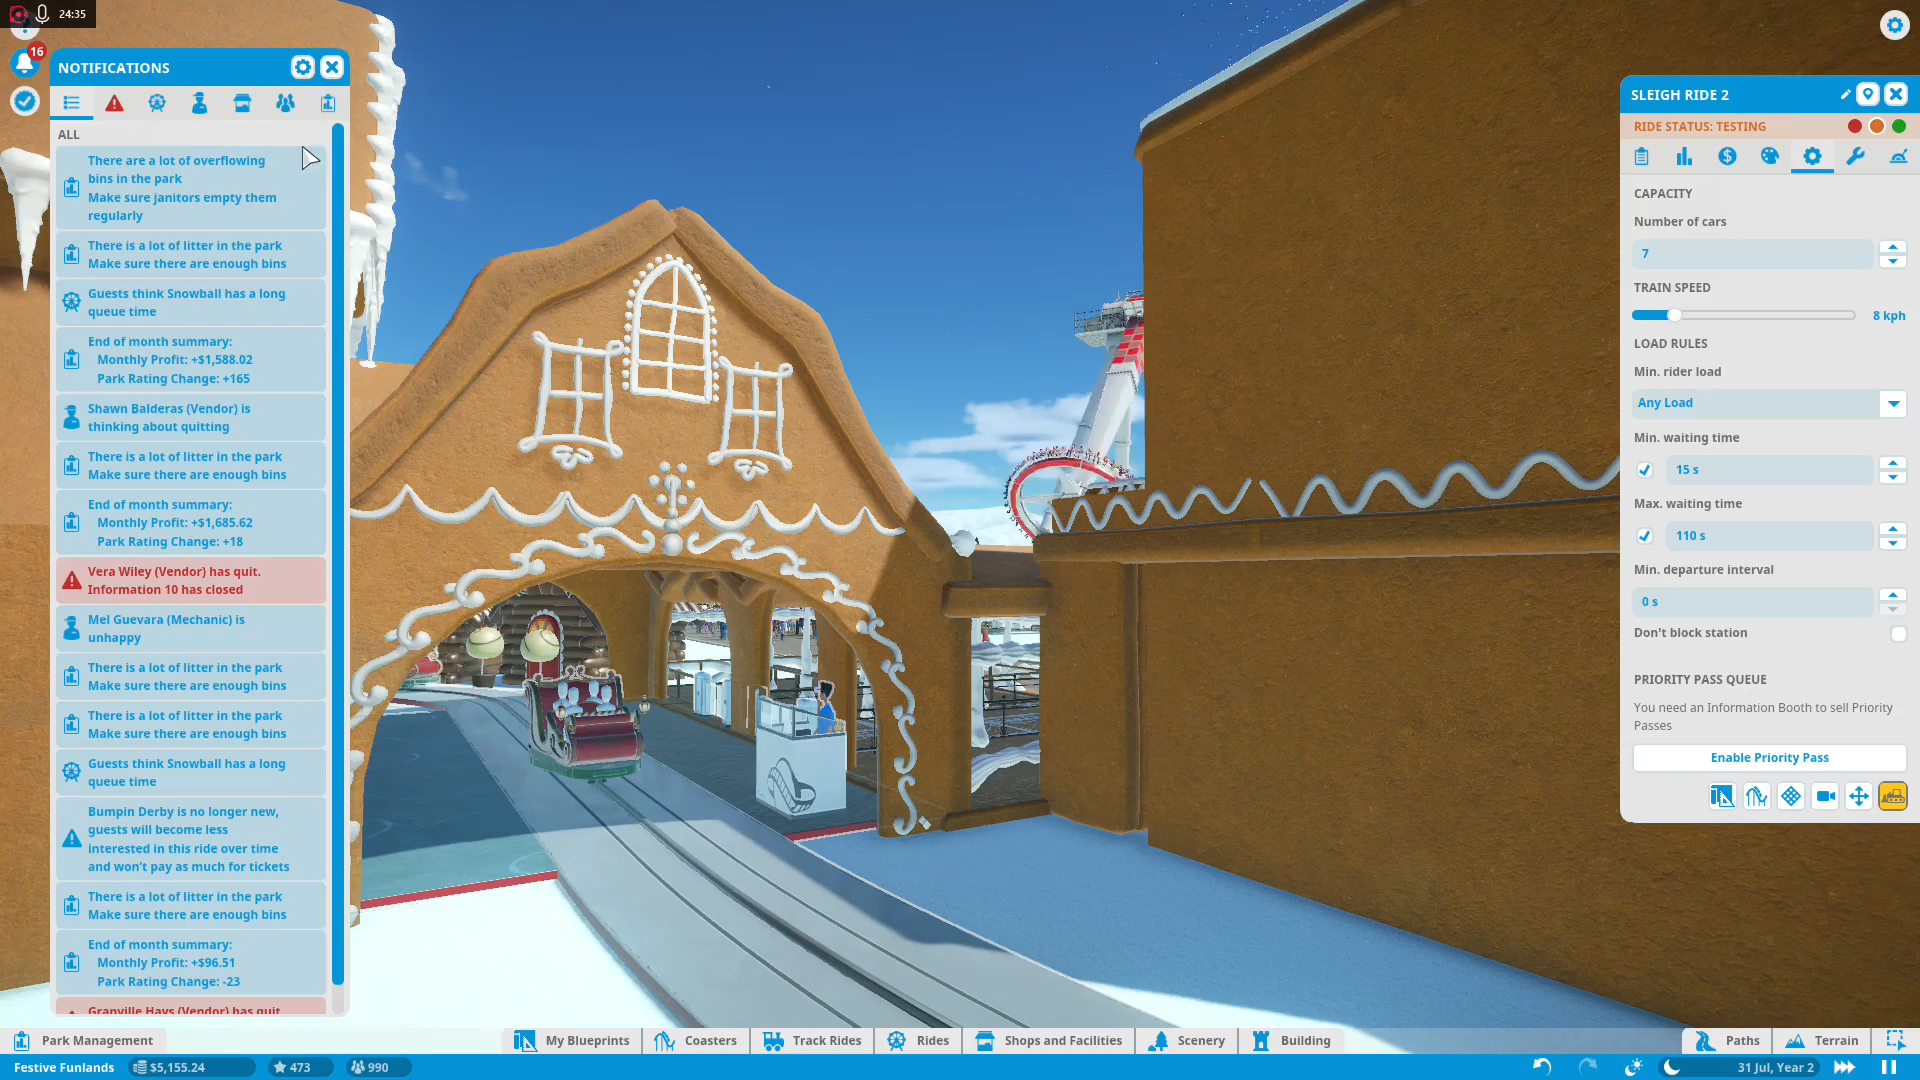 24:35
16
NOTIFICATIONS
ALL
There are a lot of overflowing
bins in the park
Make sure janitors empty them
regularly
There is a lot of litter in the park
Make sure there are enough bins
Guests think Snowball has a long
queue time
End of month summary:
Monthly Profit: +$1,588.02
Park Rating Change: +165
Shawn Balderas (Vendor) is
thinking about quitting
There is a lot of litter in the park
Make sure there are enough bins
End of month summary:
Monthly Profit: +$1,685.62
Park Rating Change: +18
Vera Wiley (Vendor) has quit.
Information 10 has closed
Mel Guevara (Mechanic) is
unhappy
There is a lot of litter in the park
Make sure there are enough bins
There is a lot of litter in the park
Make sure there are enough bins
Guests think Snowball has a long
queue time
Bumpin Derby is no longer new,
guests will become less
interested in this ride over time
and won't pay as much for tickets
There is a lot of litter in the park
Make sure there are enough bins
End of month summary:
Monthly Profit: +$96.51
Park Rating Change: -23
Granville Hays (Vendor) has quit.
SLEIGH RIDE 2
RIDE STATUS: TESTING
CAPACITY
Number of cars
7
TRAIN SPEED
8 kph
LOAD RULES
Min. rider load
Any Load
Min. waiting time
15 s
Max. waiting time
110 s
Min. departure interval
0 s
Don't block station
PRIORITY PASS QUEUE
You need an Information Booth to sell Priority
Passes
Enable Priority Pass
Park Management
My Blueprints
Coasters
Track Rides
Rides
Shops and Facilities
Scenery
Building
Paths
Terrain
Festive Funlands
$5,155.24
473
990
31 Jul, Year 2